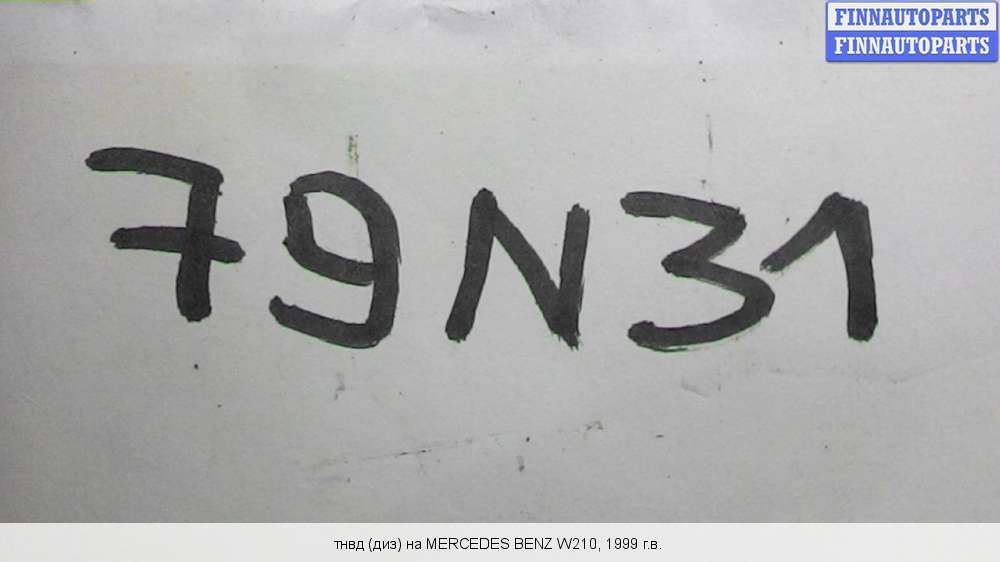 FINNAUTOPARTS
FINNAUTOPARTS
79N31
тнвд (диз) на MERCEDES BENZ W210, 1999 г.в.